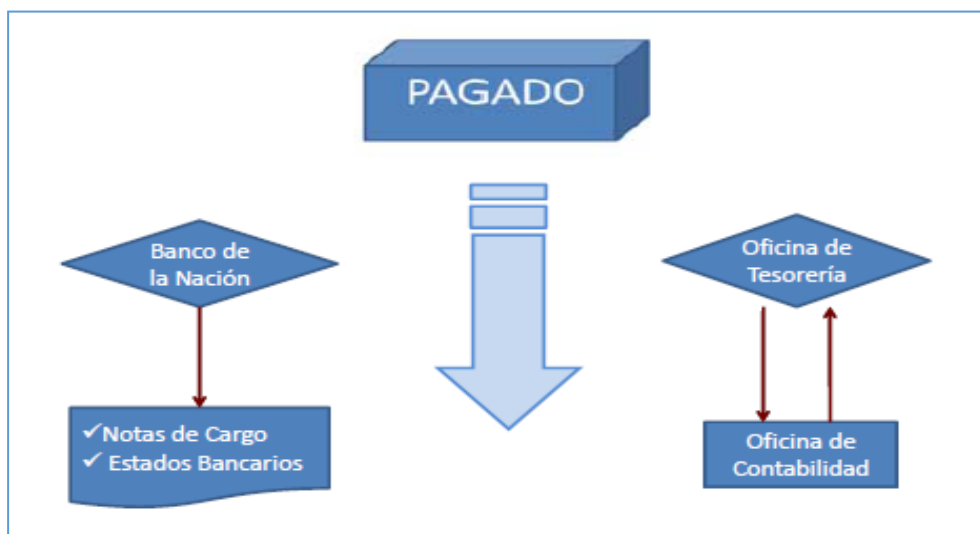 PAGADO
Banco de
la Nación
✓Notas de Cargo
✓ Estados Bancarios
Oficina de
Tesorería
Oficina de
Contabilidad